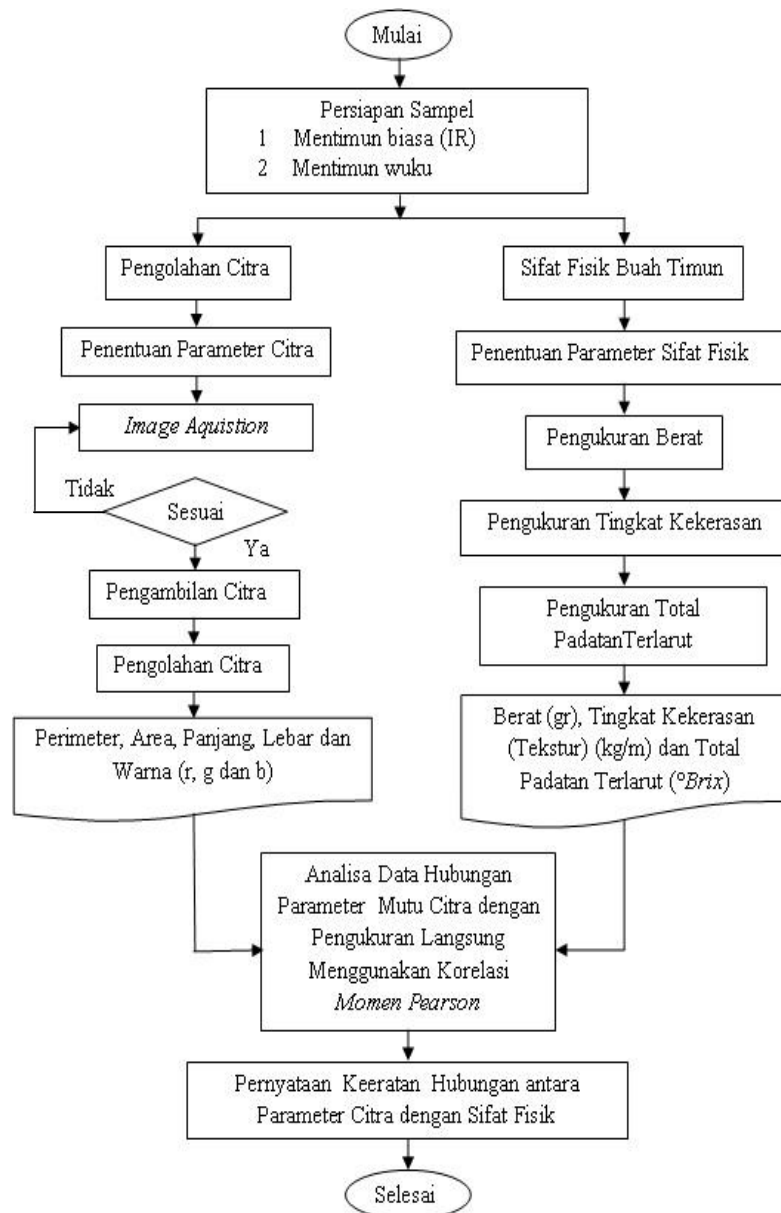 Mulai
Persiapan Sampel
1 Mentimun biasa (IR)
2 Mentimun wuku
Pengolahan Citra
Penentuan Parameter Citra
Image Aquistion
Tidak
Sesuai
Ya
Pengambilan Citra
Pengolahan Citra
Perimeter, Area, Panjang, Lebar dan
Warna (r, g dan b)
Sifat Fisik Buah Timun
Penentuan Parameter Sifat Fisik
Pengukuran Berat
Pengukuran Tingkat Kekerasan
Pengukuran Total
PadatanTerlarut
Berat (gr), Tingkat Kekerasan
(Tekstur) (kg/m) dan Total
Padatan Terlarut (°Brix)
Analisa Data Hubungan
Parameter Mutu Citra dengan
Pengukuran Langsung
Menggunakan Korelasi
Momen Pearson
Pernyataan Keeratan Hubungan antara
Parameter Citra dengan Sifat Fisik
Selesai